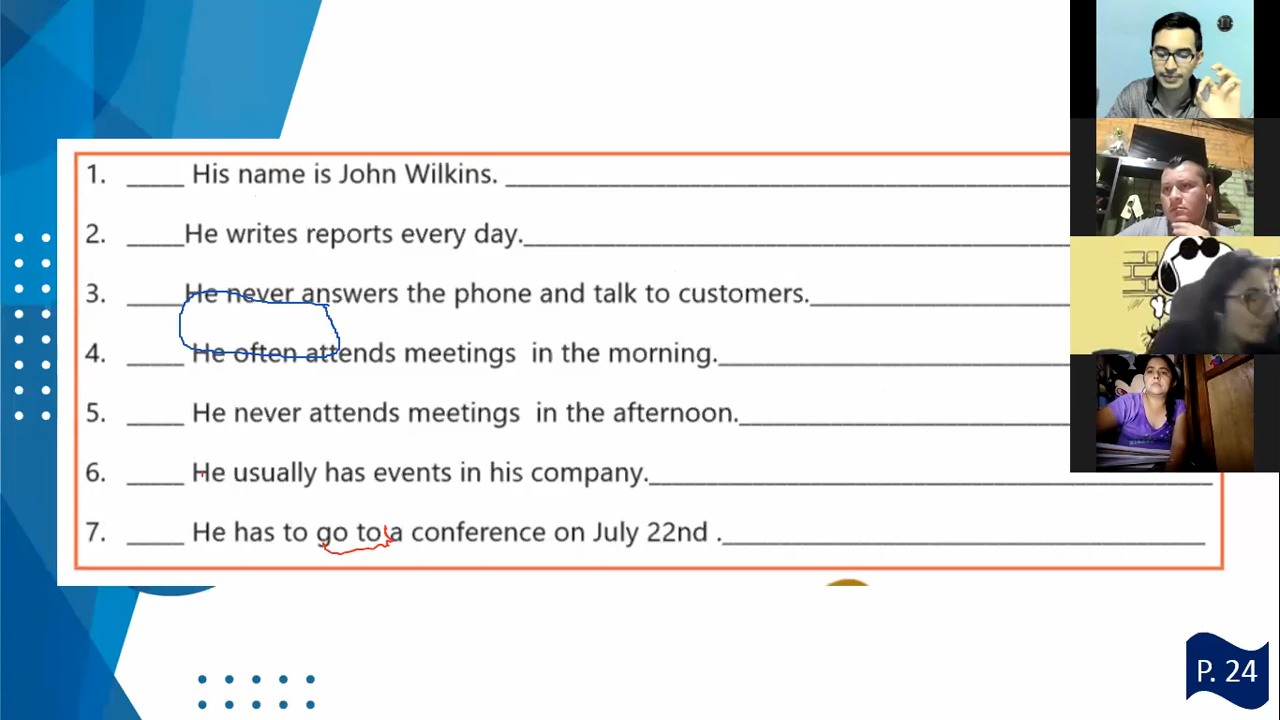 1. _____ His name is John Wilkins. ____________________
2. _____He writes reports every day.____________________
3. _____He never answers the phone and talk to customers.____________________
4. _____ He often attends meetings in the morning.____________________
5. _____ He never attends meetings in the afternoon.____________________
6. _____ He usually has events in his company.____________________
7. _____ He has to go to a conference on July 22nd .____________________
P. 24